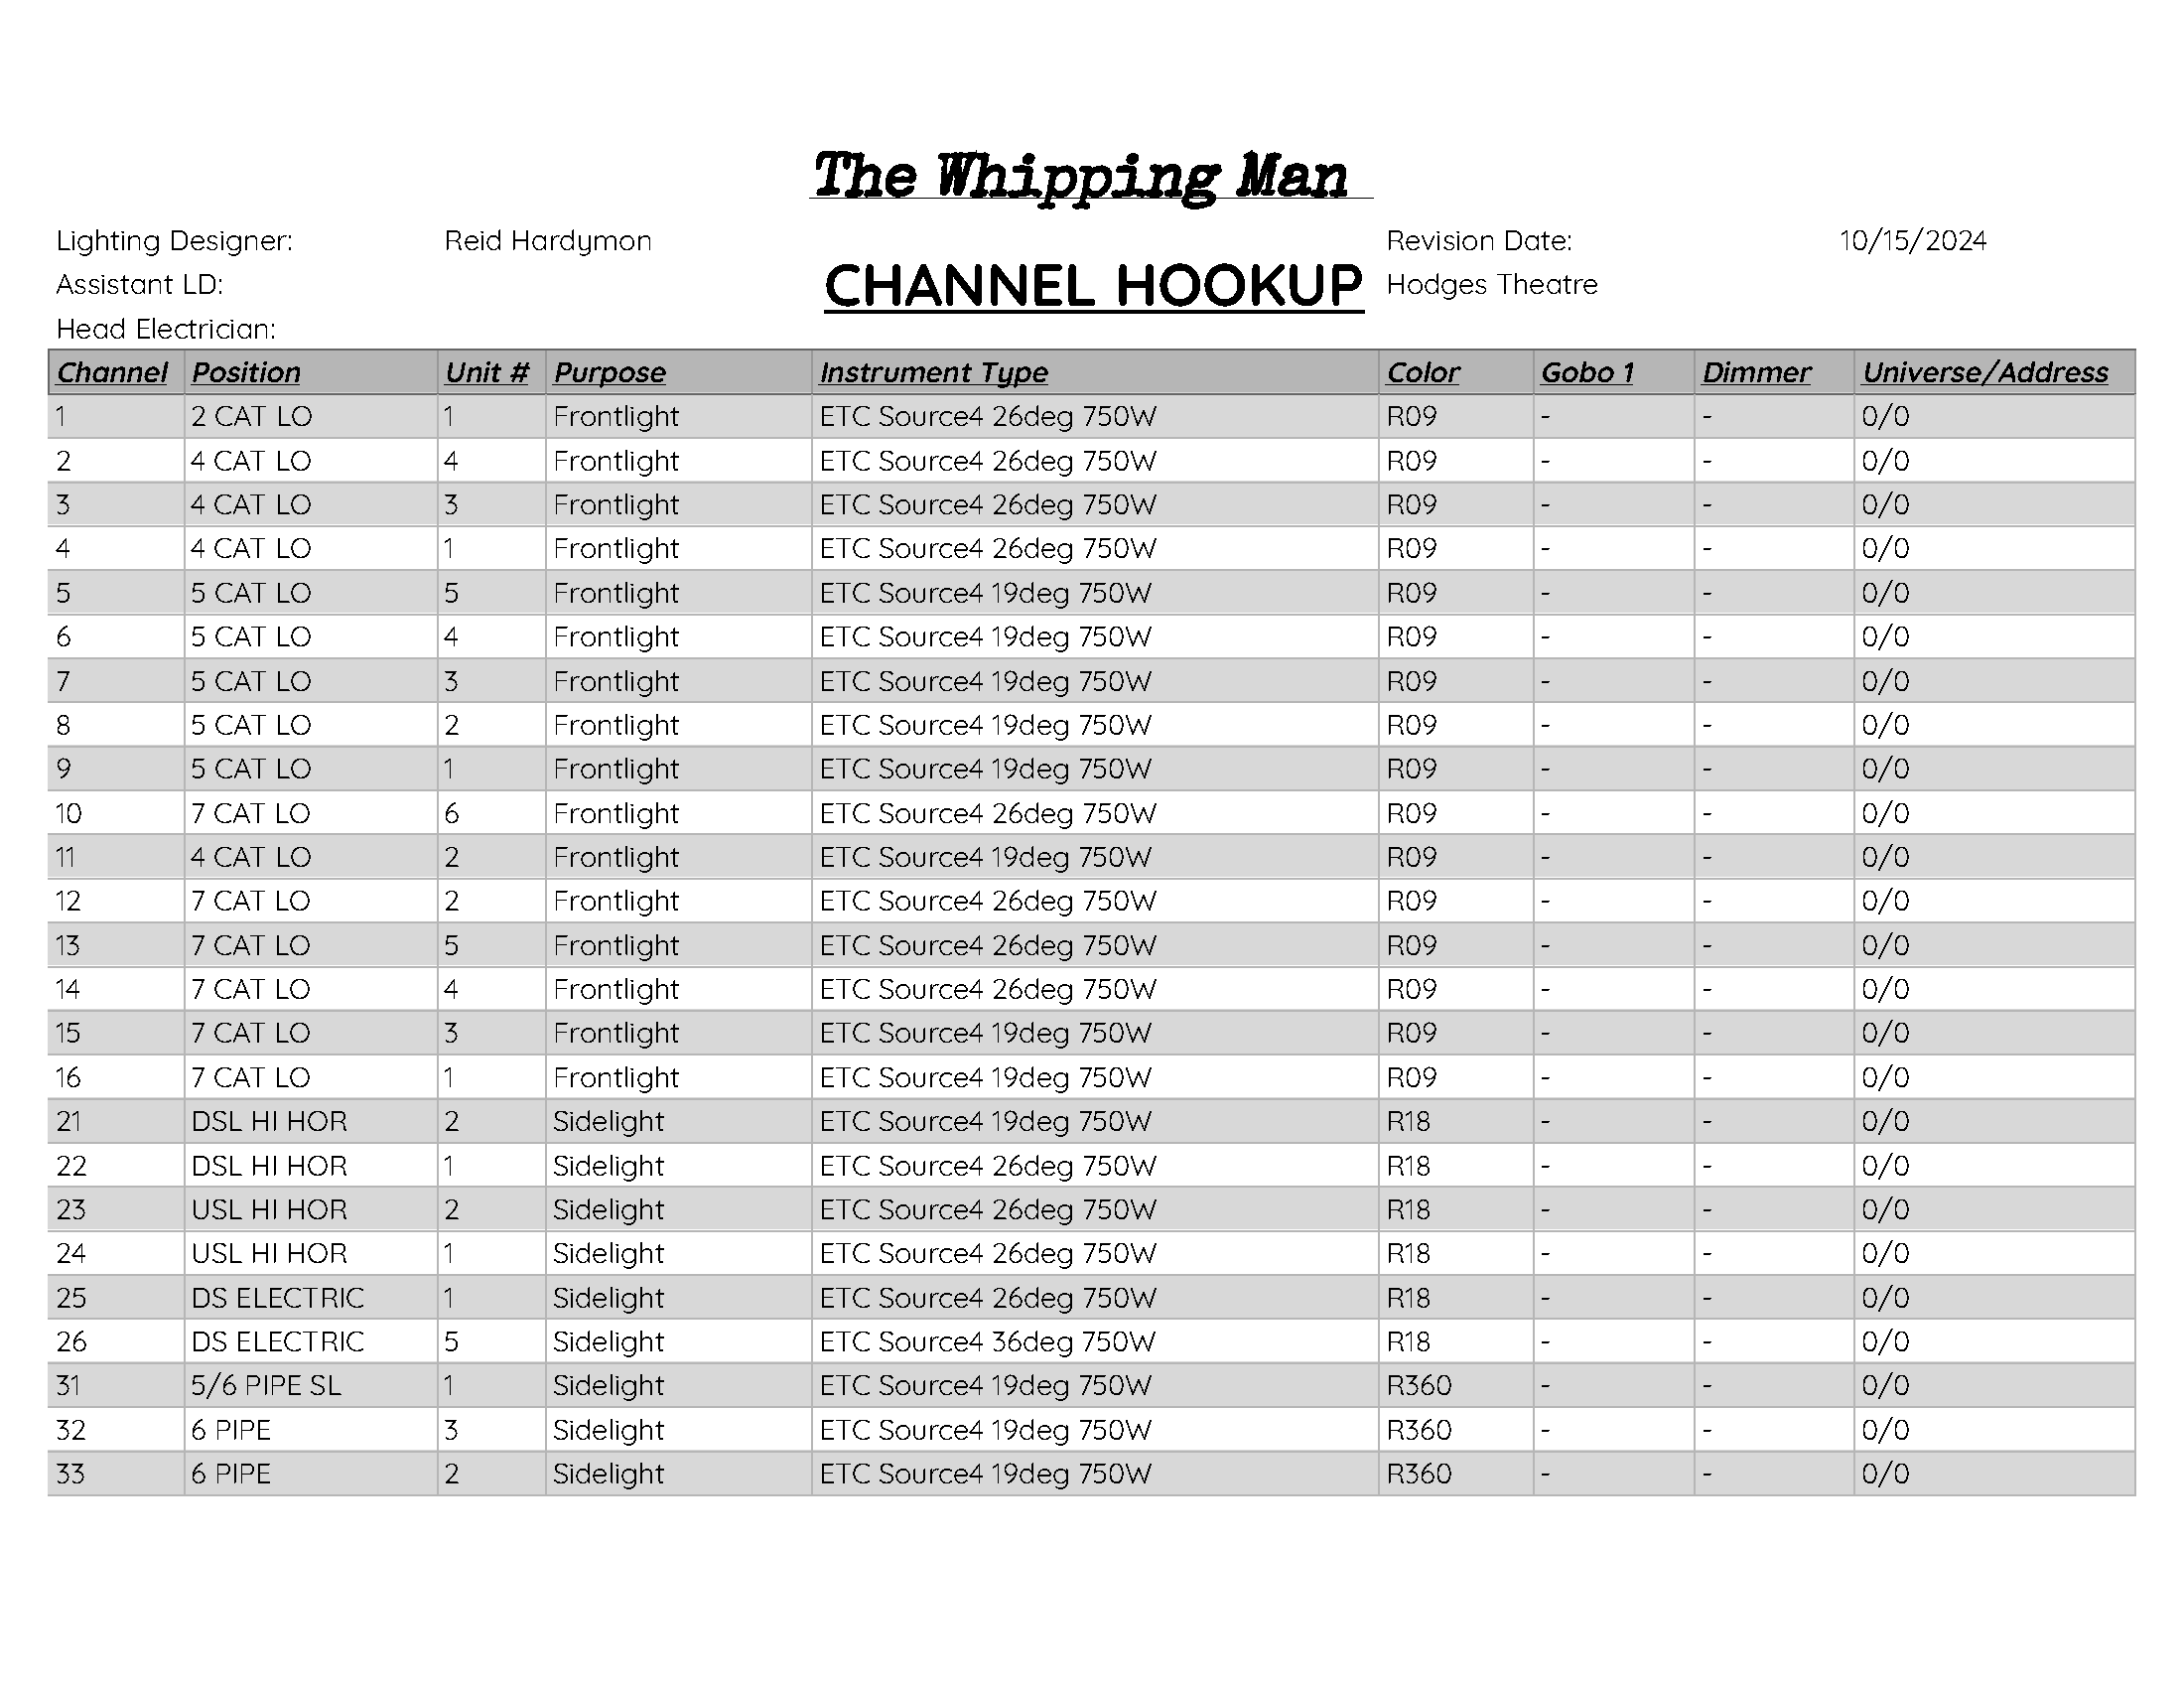 The Whipping Man
Lighting Designer: Reid Hardymon Revision Date: 10/15/2024
Assistant LD: CHANNEL HOOKUP Hodges Theatre
Head Electrician:
Channel Position Unit # Purpose Instrument Type Color Gobo 1 Dimmer Universe/Address
1 2 CAT LO 1 Frontlight ETC Source4 26deg 750W R09 - - 0/0
2 4 CAT LO 4 Frontlight ETC Source4 26deg 750W R09 - - 0/0
3 4 CAT LO 3 Frontlight ETC Source4 26deg 750W R09 - - 0/0
4 4 CAT LO 1 Frontlight ETC Source4 26deg 750W R09 - - 0/0
5 5 CAT LO 5 Frontlight ETC Source4 19deg 750W R09 - - 0/0
6 5 CAT LO 4 Frontlight ETC Source4 19deg 750W R09 - - 0/0
7 5 CAT LO 3 Frontlight ETC Source4 19deg 750W R09 - - 0/0
8 5 CAT LO 2 Frontlight ETC Source4 19deg 750W R09 - - 0/0
9 5 CAT LO 1 Frontlight ETC Source4 19deg 750W R09 - - 0/0
10 7 CAT LO 6 Frontlight ETC Source4 26deg 750W R09 - - 0/0
11 4 CAT LO 2 Frontlight ETC Source4 19deg 750W R09 - - 0/0
12 7 CAT LO 2 Frontlight ETC Source4 26deg 750W R09 - - 0/0
13 7 CAT LO 5 Frontlight ETC Source4 26deg 750W R09 - - 0/0
14 7 CAT LO 4 Frontlight ETC Source4 26deg 750W R09 - - 0/0
15 7 CAT LO 3 Frontlight ETC Source4 19deg 750W R09 - - 0/0
16 7 CAT LO 1 Frontlight ETC Source4 19deg 750W R09 - - 0/0
21 DSL HI HOR 2 Sidelight ETC Source4 19deg 750W R18 - - 0/0
22 DSL HI HOR 1 Sidelight ETC Source4 26deg 750W R18 - - 0/0
23 USL HI HOR 2 Sidelight ETC Source4 26deg 750W R18 - - 0/0
24 USL HI HOR 1 Sidelight ETC Source4 26deg 750W R18 - - 0/0
25 DS ELECTRIC 1 Sidelight ETC Source4 26deg 750W R18 - - 0/0
26 DS ELECTRIC 5 Sidelight ETC Source4 36deg 750W R18 - - 0/0
31 5/6 PIPE SL 1 Sidelight ETC Source4 19deg 750W R360 - - 0/0
32 6 PIPE 3 Sidelight ETC Source4 19deg 750W R360 - - 0/0
33 6 PIPE 2 Sidelight ETC Source4 19deg 750W R360 - - 0/0